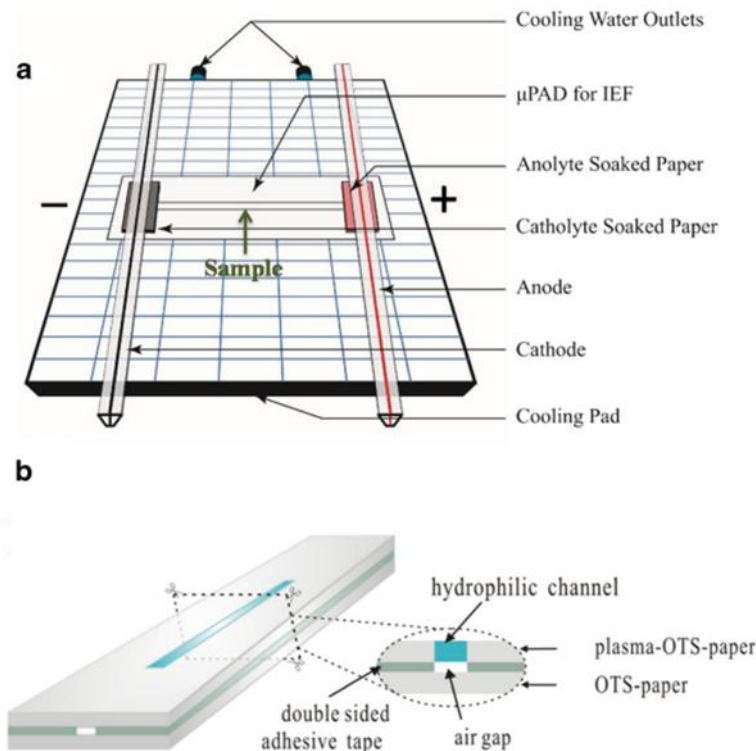 a
Cooling Water Outlets
μPAD for IEF
Anolyte Soaked Paper
−
+
Catholyte Soaked Paper
Sample
Anode
Cathode
Cooling Pad
b
hydrophilic channel
plasma-OTS-paper
OTS-paper
double sided
adhesive tape
air gap